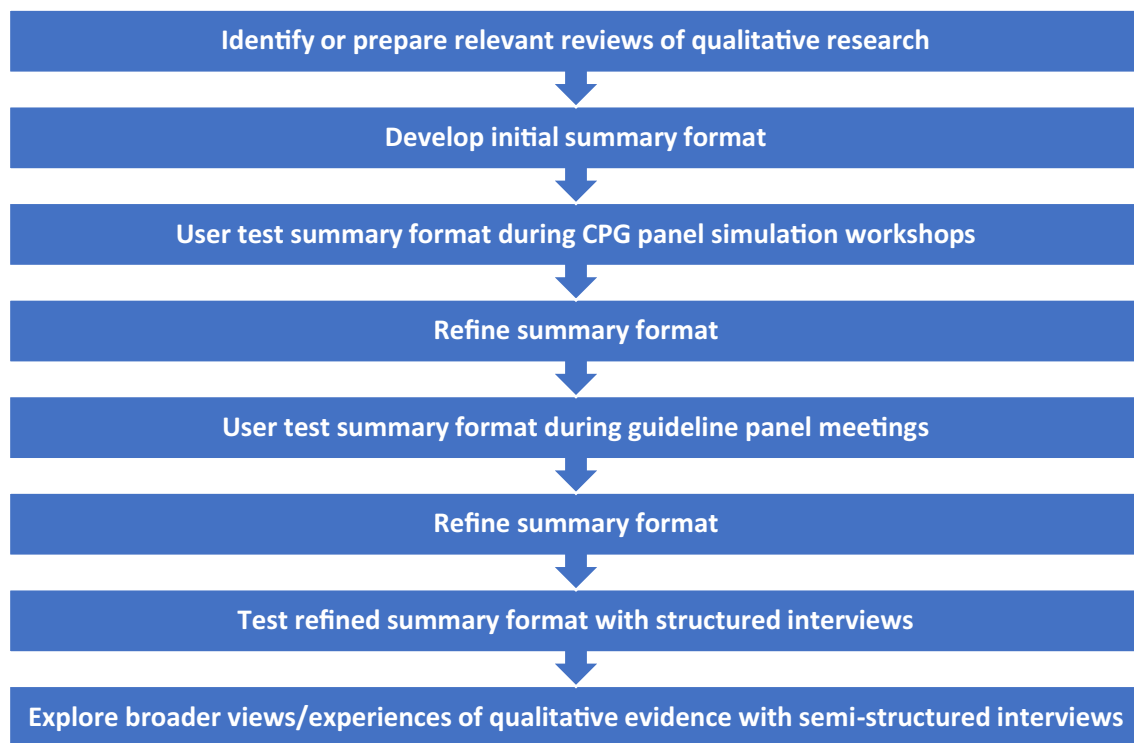 Identify or prepare relevant reviews of qualitative research
Develop initial summary format
User test summary format during CPG panel simulation workshops
Refine summary format
User test summary format during guideline panel meetings
Refine summary format
Test refined summary format with structured interviews
Explore broader views/experiences of qualitative evidence with semi-structured interviews